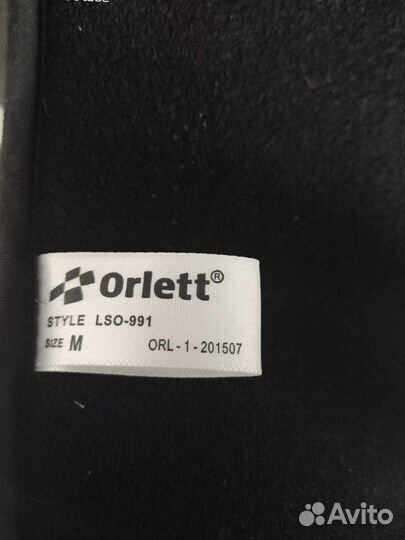 Orlett®
STYLE LSO-991
SIZE M ORL - 1 - 201507
Avito